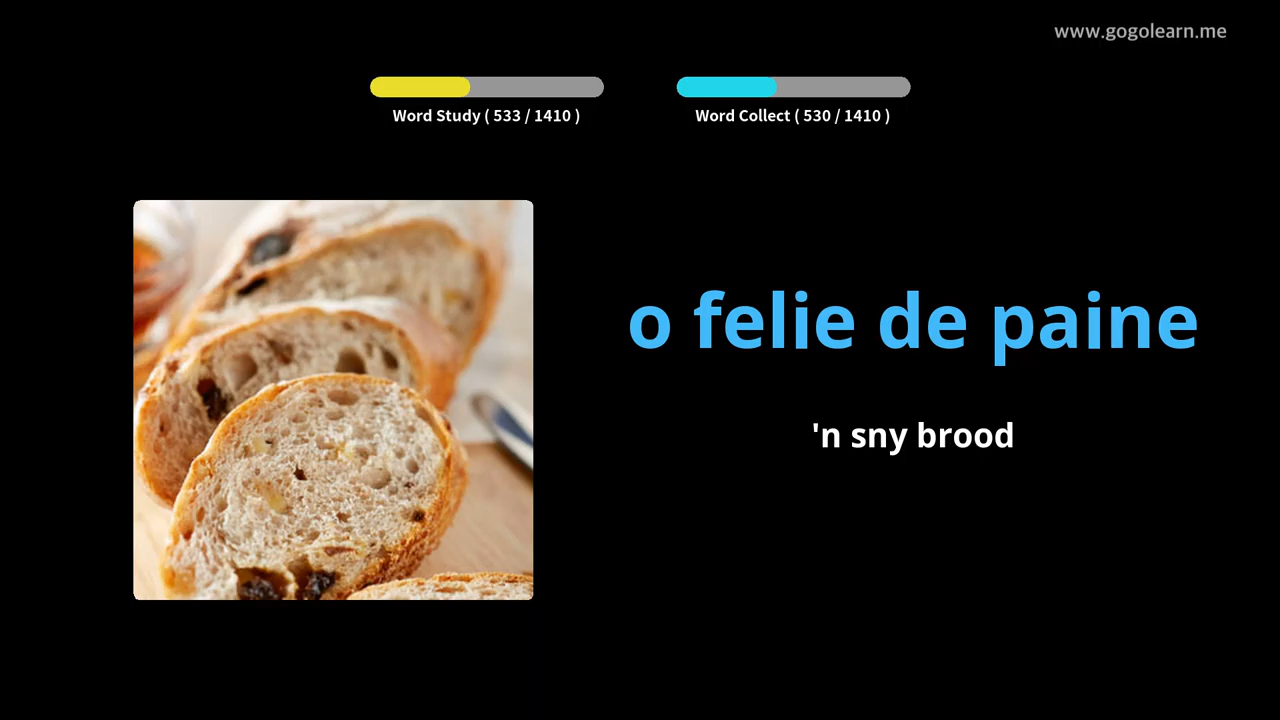 www.gogolearn.me
Word Study ( 533 / 1410 )
Word Collect ( 530 / 1410 )
o felie de paine
'n sny brood